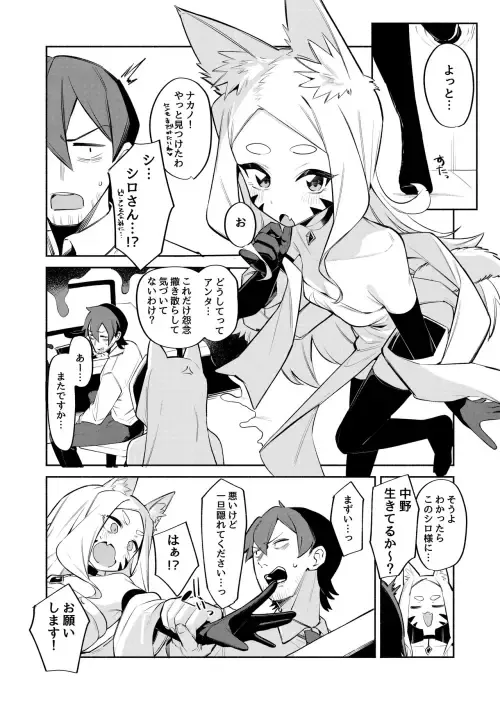 よっと…
ナカノ！
やっと見つけたわ
お
シ…
シロさん…!?
どうしてって
アンタ…
これだけ怨念
撒き散らして
気づいて
ないわけ？
あー…
またですか…
そうよ
わかったら
このシロ様に…
中野
生きてるか〜？
まずい…っ
悪いけど
一旦隠れてください…っ
はぁ!?
お願い
します！